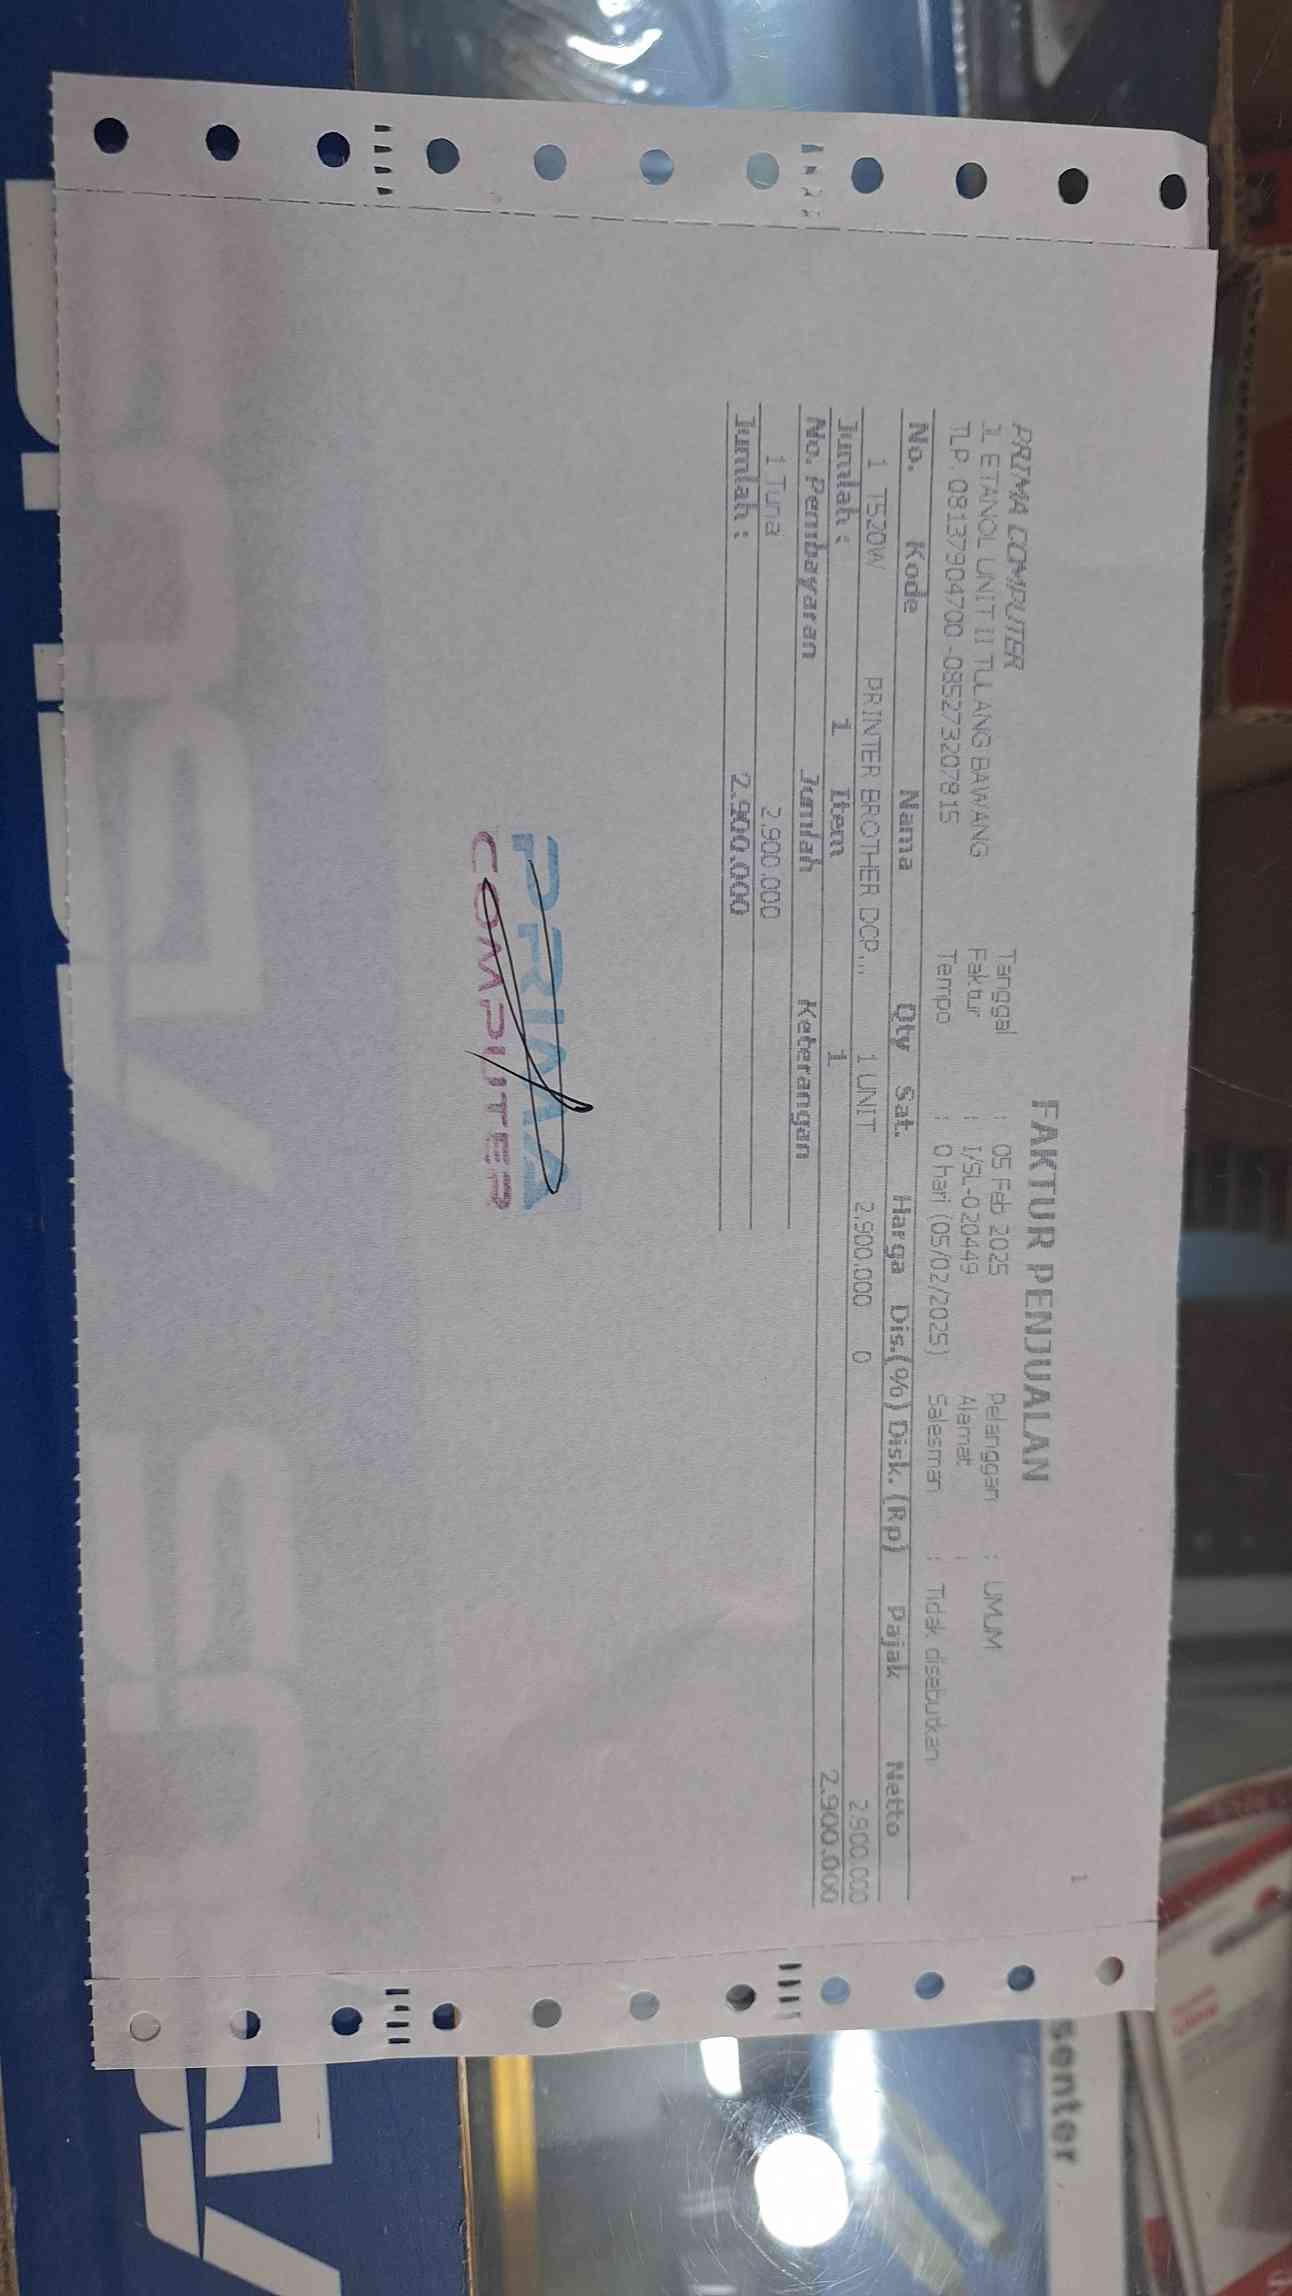 1
FAKTUR PENJUALAN
PRIMA COMPUTER
JL ETANOL UNIT II TULANG BAWANG
TLP. 08137904700 -085273207815
Tanggal : 05 Feb 2025
Faktur : I/SL-020449
Tempo : 0 hari (05/02/2025)
Pelanggan : UMUM
Alamat :
Salesman : Tidak disebutkan
No. Kode Nama Qty Sat. Harga Dis.(%) Disk.(Rp) Pajak Netto
1 T520W PRINTER BROTHER DCP... 1 UNIT 2.900.000 0 2.900.000
Jumlah : 1 Item 1 2.900.000
No. Pembayaran Jumlah Keterangan
1 Tunai 2.900.000
Jumlah : 2.900.000
PRIMA
COMPUTER
ASUS
senter